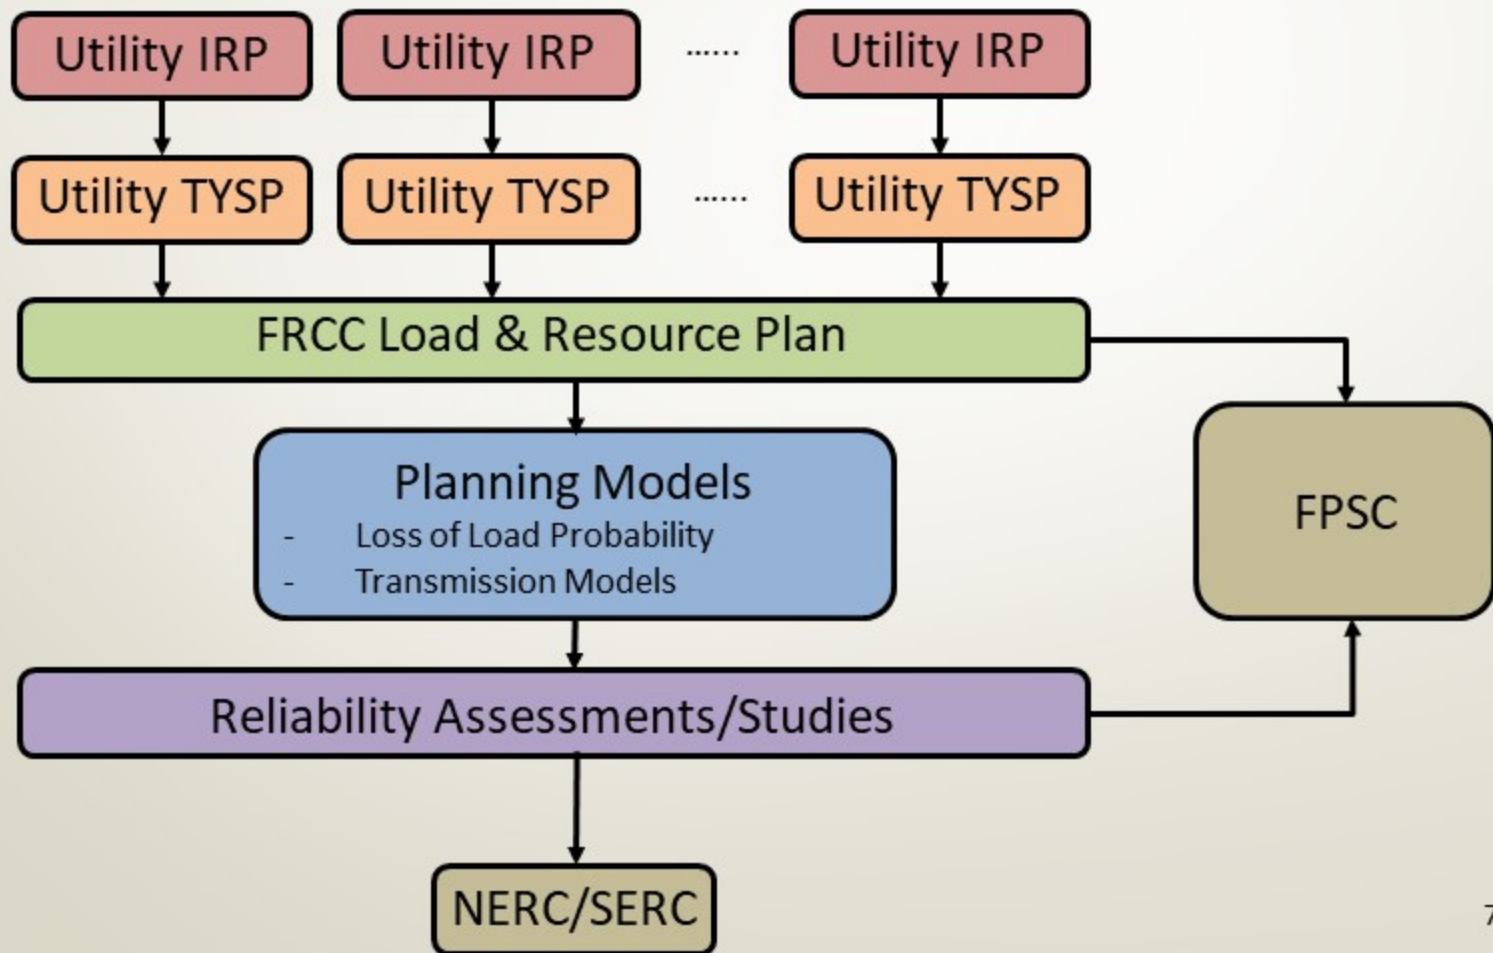 Utility IRP
Utility IRP
......
Utility IRP
Utility TYSP
Utility TYSP
......
Utility TYSP
FRCC Load & Resource Plan
Planning Models
- Loss of Load Probability
- Transmission Models
FPSC
Reliability Assessments/Studies
NERC/SERC
7